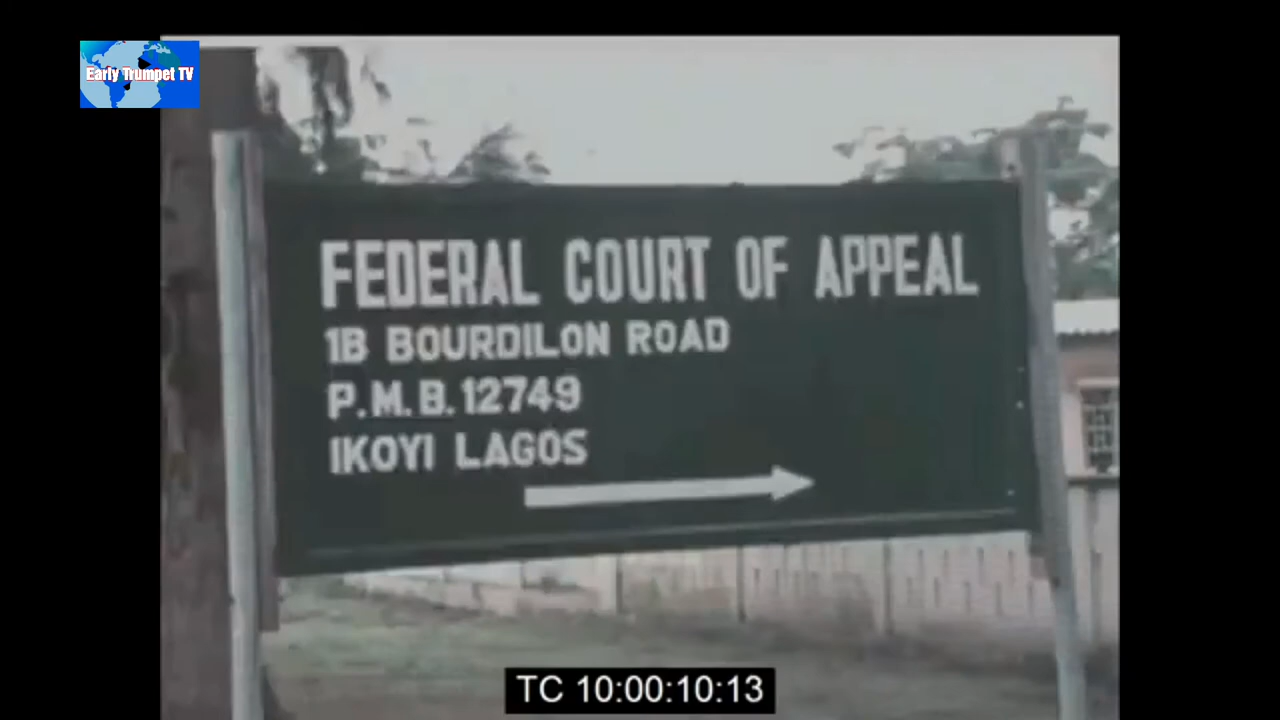 Early Trumpet TV
FEDERAL COURT OF APPEAL
1B BOURDILON ROAD
P.M.B. 12749
IKOYI LAGOS
TC 10:00:10:13